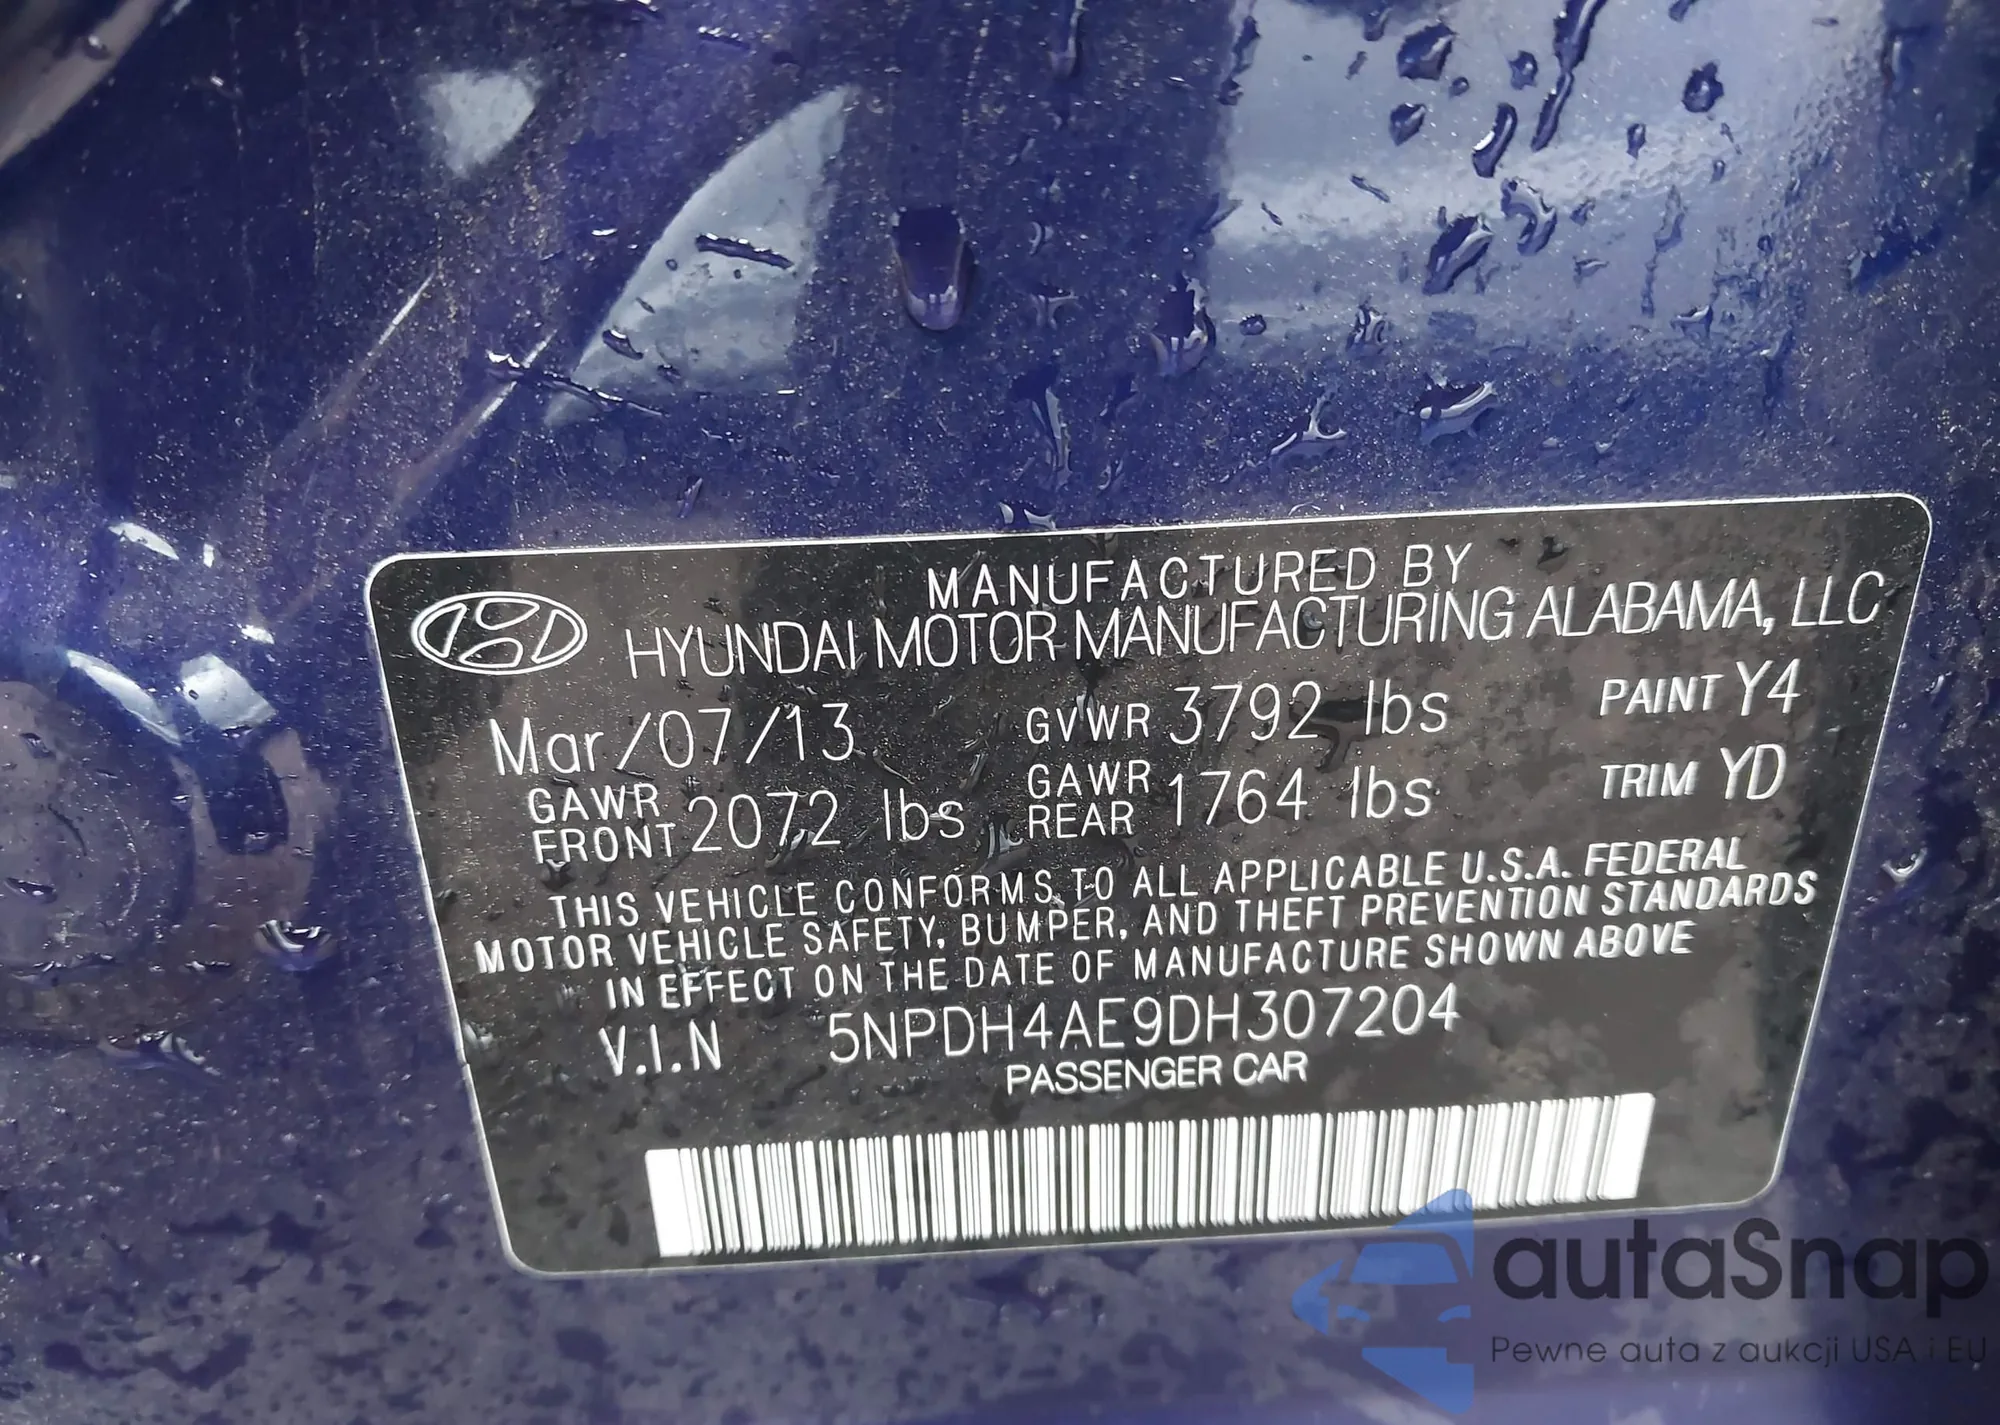 MANUFACTURED BY
HYUNDAI MOTOR MANUFACTURING ALABAMA, LLC
Mar/07/13 GVWR 3792 lbs PAINT Y4
GAWR FRONT 2072 lbs GAWR REAR 1764 lbs TRIM YD
THIS VEHICLE CONFORMS TO ALL APPLICABLE U.S.A. FEDERAL
MOTOR VEHICLE SAFETY, BUMPER, AND THEFT PREVENTION STANDARDS
IN EFFECT ON THE DATE OF MANUFACTURE SHOWN ABOVE
V.I.N 5NPDH4AE9DH307204
PASSENGER CAR
autaSnap
Pewne auta z aukcji USA i EU